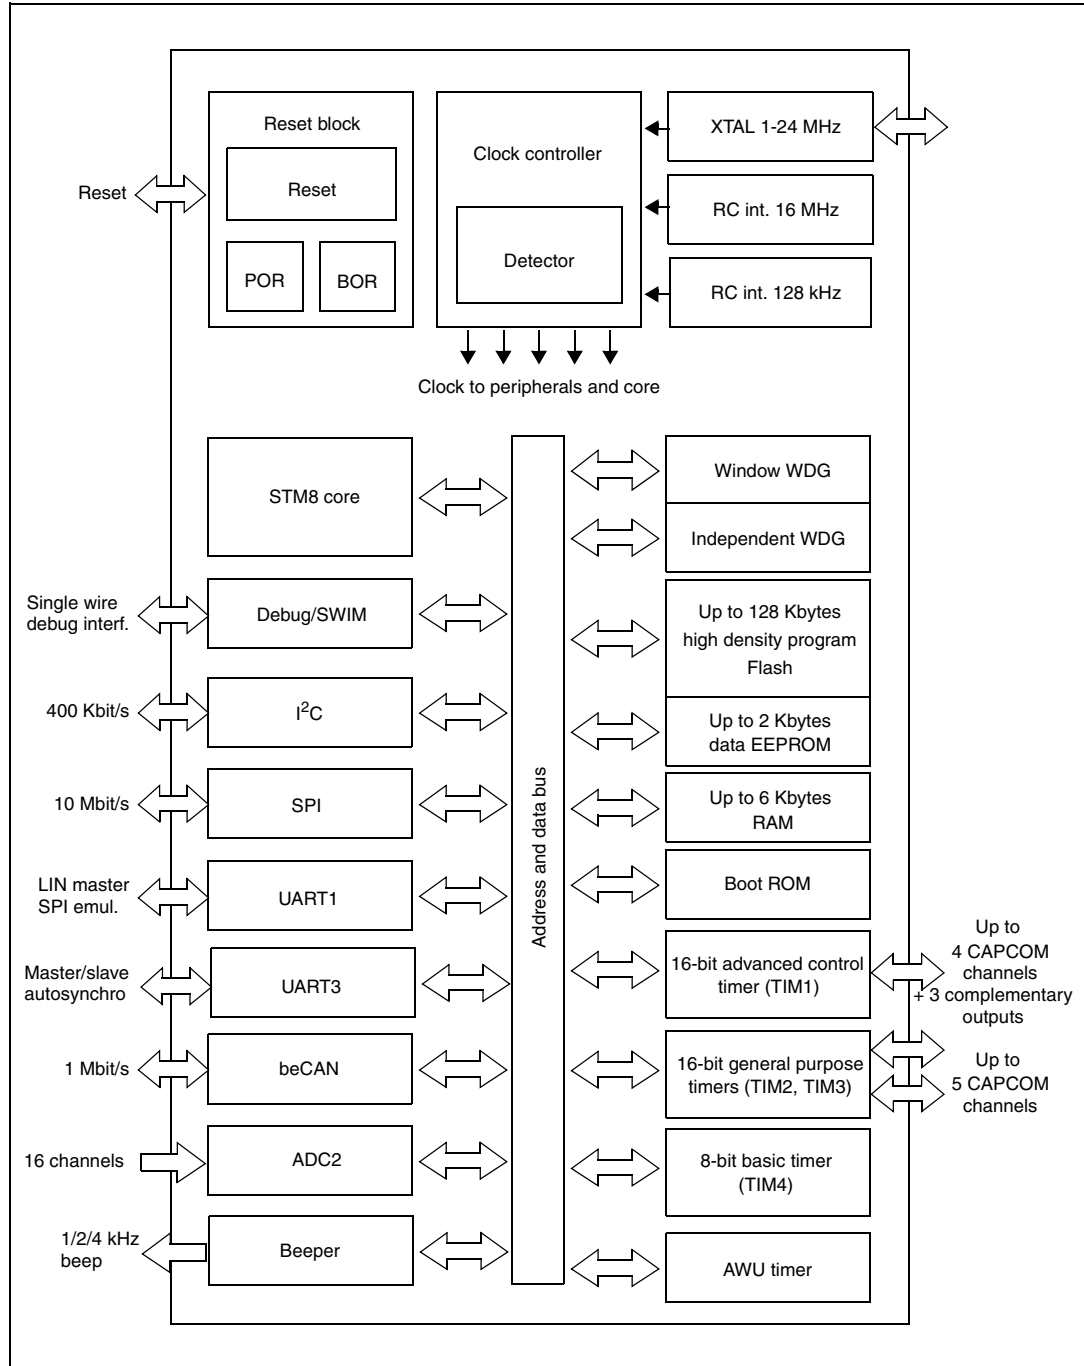 Reset block
Reset
POR
BOR
Reset
Clock controller
Detector
XTAL 1-24 MHz
RC int. 16 MHz
RC int. 128 kHz
Clock to peripherals and core
STM8 core
Single wire
debug interf.
Debug/SWIM
400 Kbit/s
I²C
10 Mbit/s
SPI
LIN master
SPI emul.
UART1
Master/slave
autosynchro
UART3
1 Mbit/s
beCAN
16 channels
ADC2
1/2/4 kHz
beep
Beeper
Address and data bus
Window WDG
Independent WDG
Up to 128 Kbytes
high density program
Flash
Up to 2 Kbytes
data EEPROM
Up to 6 Kbytes
RAM
Boot ROM
16-bit advanced control
timer (TIM1)
Up to
4 CAPCOM
channels
+ 3 complementary
outputs
16-bit general purpose
timers (TIM2, TIM3)
Up to
5 CAPCOM
channels
8-bit basic timer
(TIM4)
AWU timer